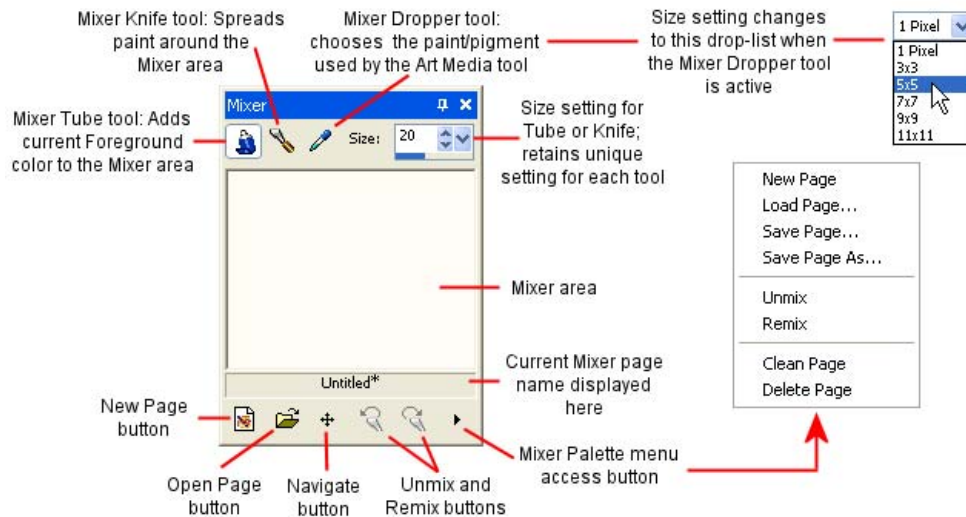 Mixer Knife tool: Spreads
paint around the
Mixer area
Mixer Dropper tool:
chooses the paint/pigment
used by the Art Media tool
Size setting changes
to this drop-list when
the Mixer Dropper tool
is active
1 Pixel
1 Pixel
3x3
5x5
7x7
9x9
11x11
Mixer Tube tool: Adds
current Foreground
color to the Mixer area
Mixer
Size: 20
Size setting for
Tube or Knife;
retains unique
setting for each tool
New Page
Load Page...
Save Page...
Save Page As...
Unmix
Remix
Clean Page
Delete Page
Mixer area
Untitled*
Current Mixer page
name displayed
here
New Page
button
Open Page
button
Navigate
button
Unmix and
Remix buttons
Mixer Palette menu
access button